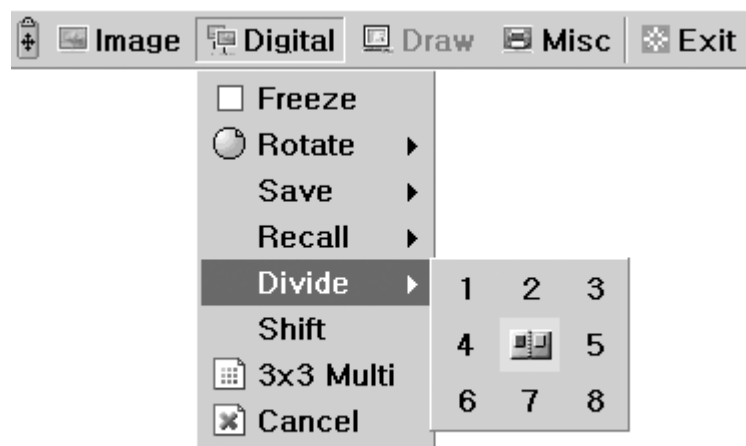 Image Digital Draw Misc Exit
Freeze
Rotate
Save
Recall
Divide
1 2 3
Shift
4 5
3x3 Multi
6 7 8
Cancel